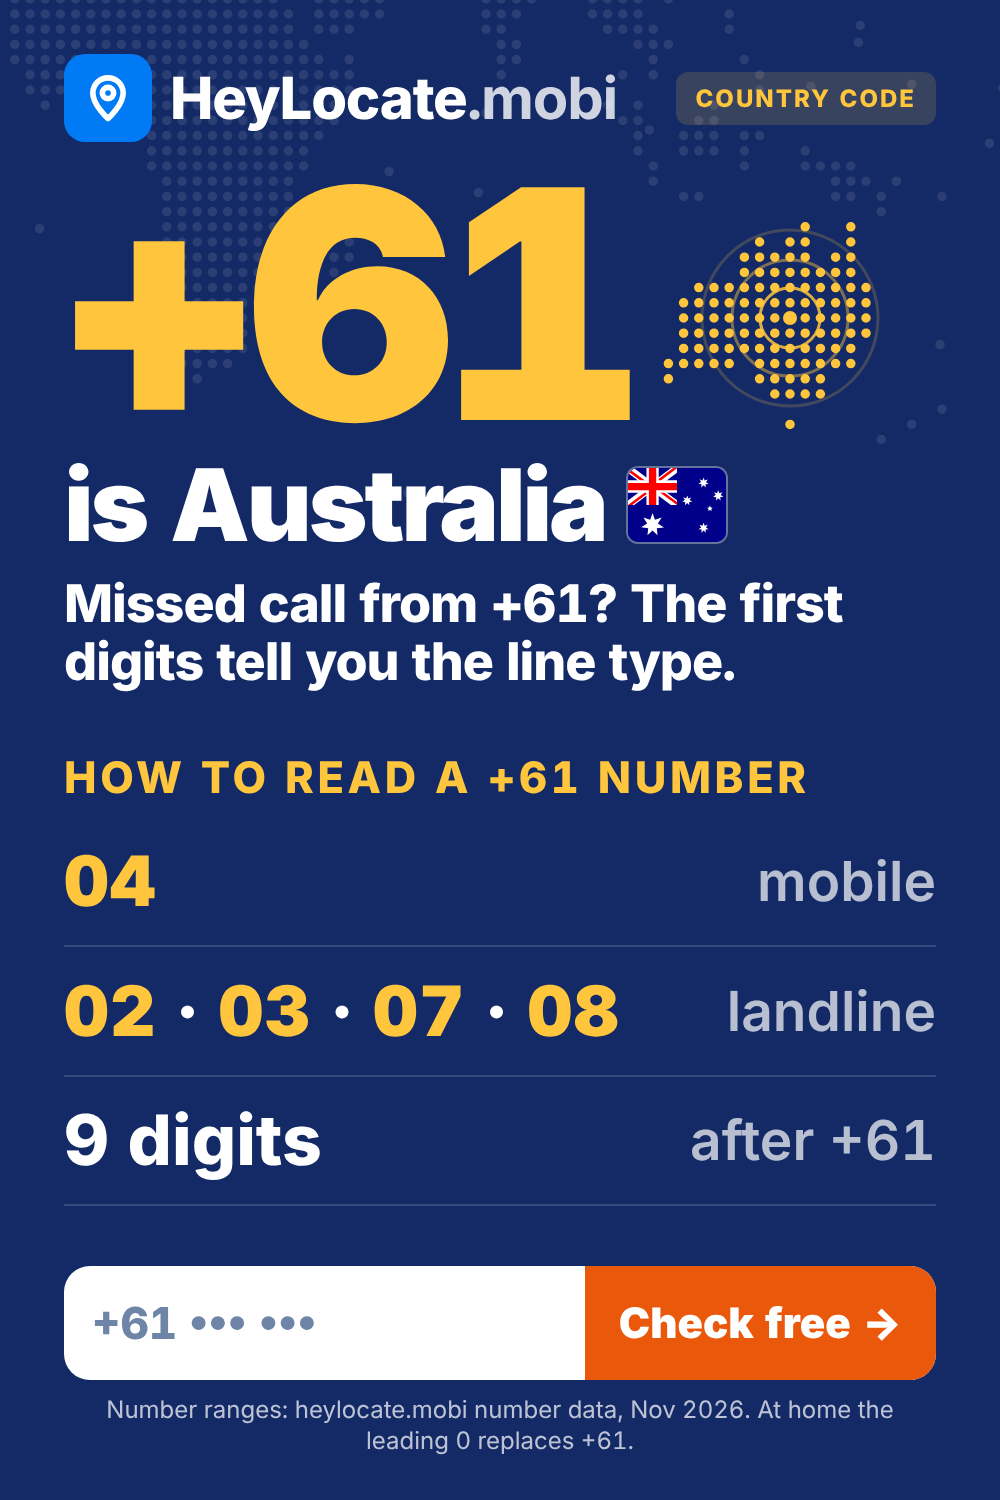 HeyLocate.mobi
COUNTRY CODE
+61
is Australia
Missed call from +61? The first
digits tell you the line type.
HOW TO READ A +61 NUMBER
04 mobile
02 · 03 · 07 · 08 landline
9 digits after +61
+61 ••• •••
Check free →
Number ranges: heylocate.mobi number data, Nov 2026. At home the
leading 0 replaces +61.